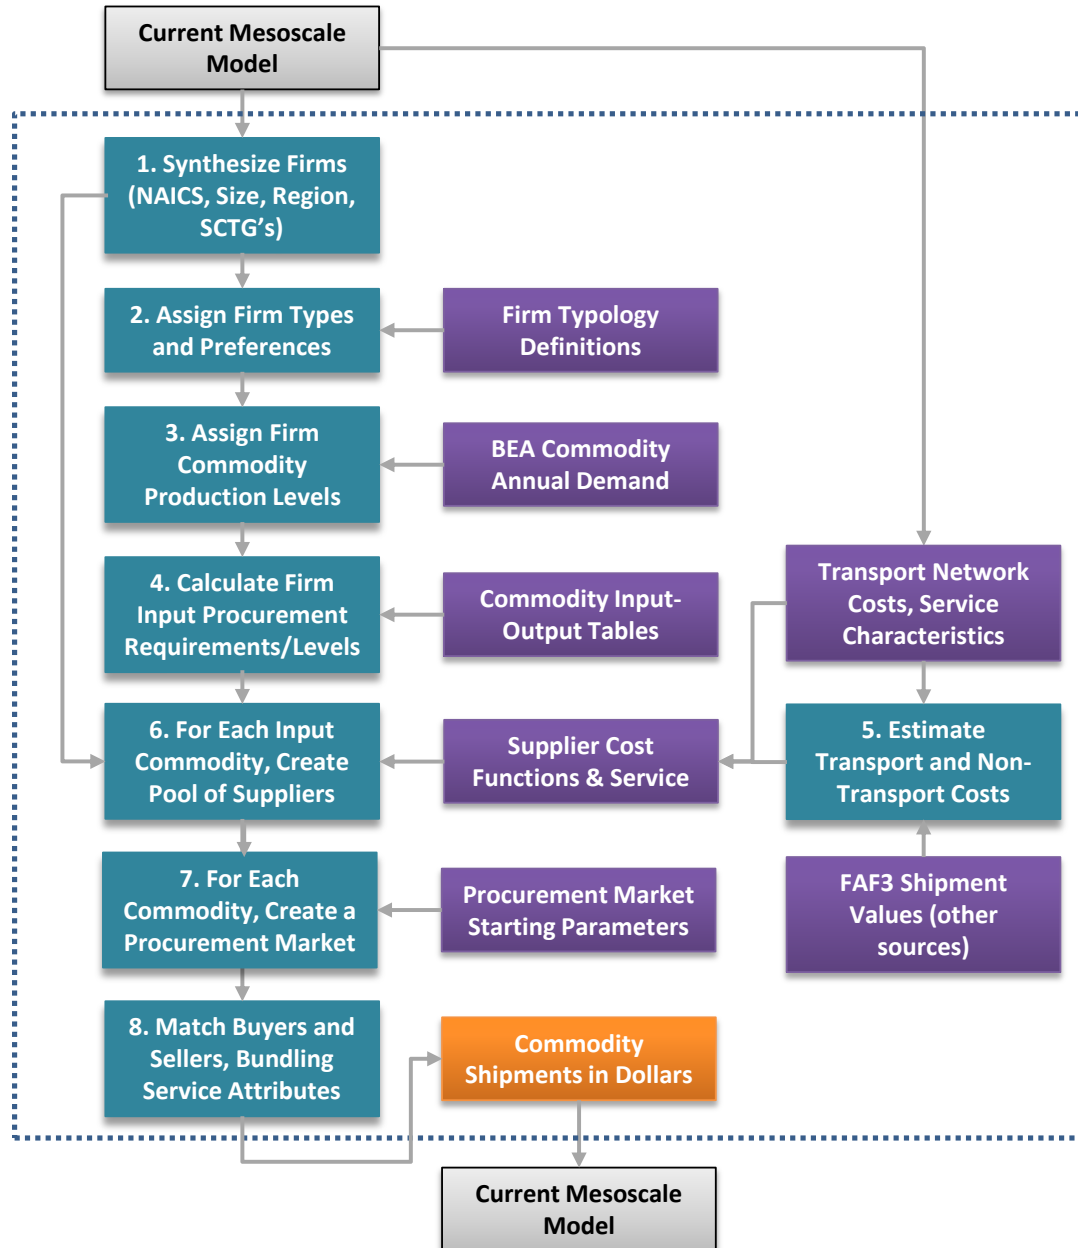 Current Mesoscale
Model
1. Synthesize Firms
(NAICS, Size, Region,
SCTG's)
2. Assign Firm Types
and Preferences
Firm Typology
Definitions
3. Assign Firm
Commodity
Production Levels
BEA Commodity
Annual Demand
4. Calculate Firm
Input Procurement
Requirements/Levels
Commodity Input-
Output Tables
Transport Network
Costs, Service
Characteristics
6. For Each Input
Commodity, Create
Pool of Suppliers
Supplier Cost
Functions & Service
5. Estimate
Transport and Non-
Transport Costs
7. For Each
Commodity, Create a
Procurement Market
Procurement Market
Starting Parameters
FAF3 Shipment
Values (other
sources)
8. Match Buyers and
Sellers, Bundling
Service Attributes
Commodity
Shipments in Dollars
Current Mesoscale
Model